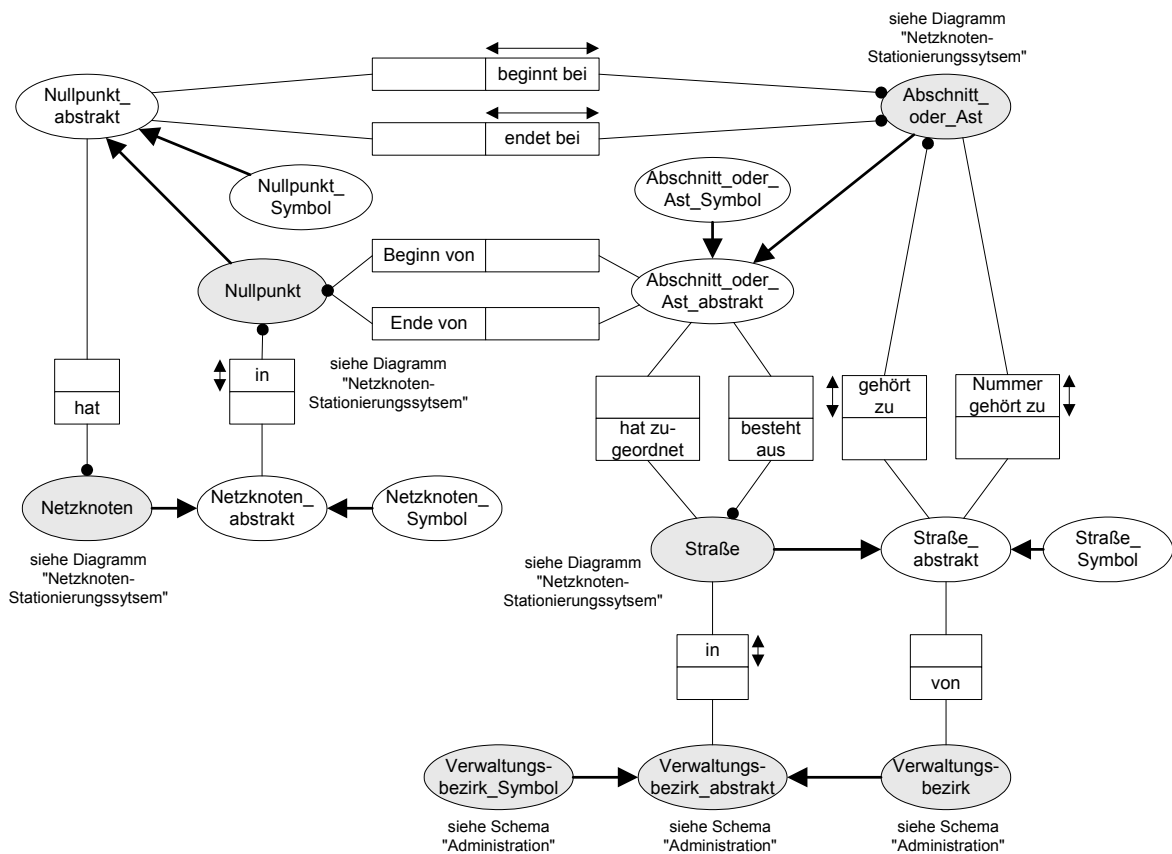 siehe Diagramm
"Netzknoten-
Stationierungssytsem"
Nullpunkt_
abstrakt
beginnt bei
Abschnitt_
oder_Ast
endet bei
Nullpunkt_
Symbol
Abschnitt_oder_
Ast_Symbol
Beginn von
Nullpunkt
Abschnitt_oder_
Ast_abstrakt
Ende von
siehe Diagramm
"Netzknoten-
Stationierungssytsem"
in
hat
gehört
zu
Nummer
gehört zu
hat zu-
geordnet
besteht
aus
Netzknoten
Netzknoten_
abstrakt
Netzknoten_
Symbol
siehe Diagramm
"Netzknoten-
Stationierungssytsem"
Straße
Straße_
abstrakt
Straße_
Symbol
siehe Diagramm
"Netzknoten-
Stationierungssytsem"
in
von
Verwaltungs-
bezirk_Symbol
Verwaltungs-
bezirk_abstrakt
Verwaltungs-
bezirk
siehe Schema
"Administration"
siehe Schema
"Administration"
siehe Schema
"Administration"